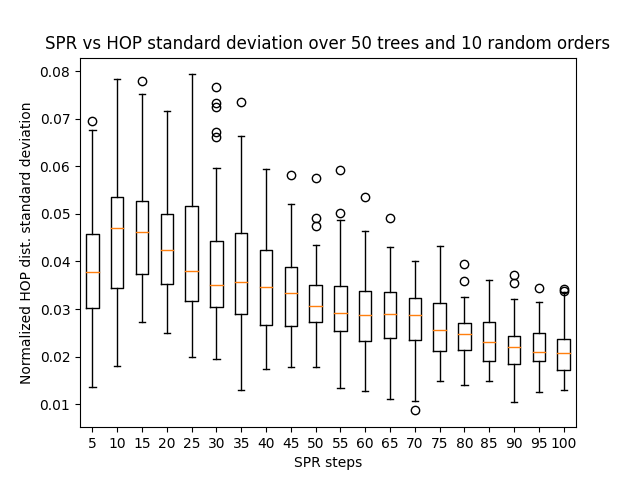 SPR vs HOP standard deviation over 50 trees and 10 random orders
Normalized HOP dist. standard deviation
0.08
0.07
0.06
0.05
0.04
0.03
0.02
0.01
5 10 15 20 25 30 35 40 45 50 55 60 65 70 75 80 85 90 95 100
SPR steps